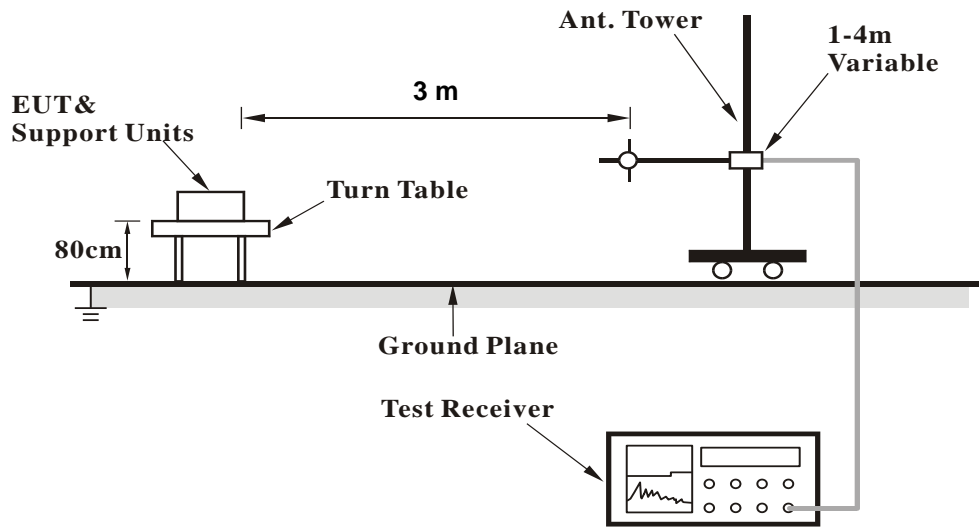 Ant. Tower
1-4m
Variable
3 m
EUT&
Support Units
Turn Table
80cm
Ground Plane
Test Receiver